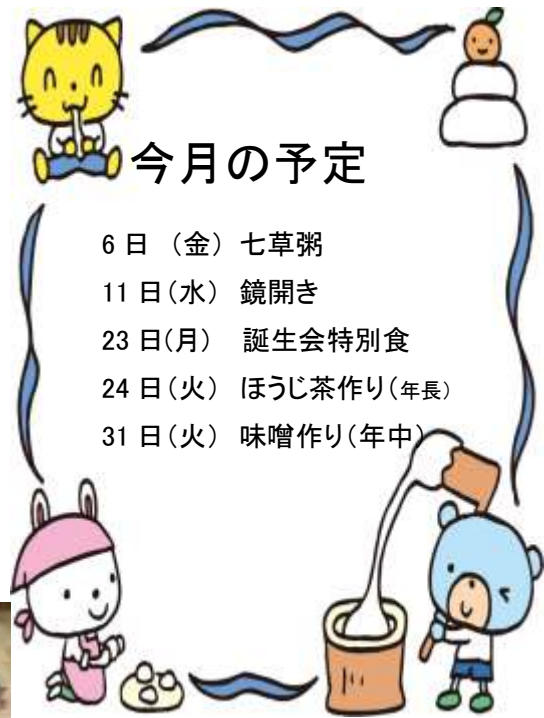 今月の予定
6日 （金） 七草粥
11日（水） 鏡開き
23日(月)　誕生会特別食
24日（火） ほうじ茶作り（年長）
31日（火） 味噌作り（年中）